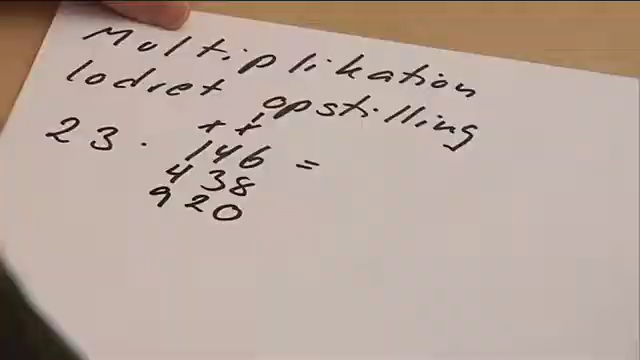 Multiplikation
lodret opstilling
23 · 146 =
438
920